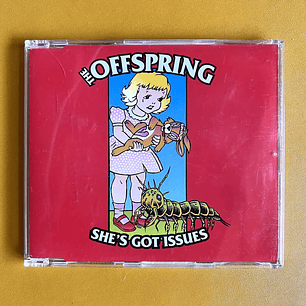 THE OFFSPRING
SHE'S GOT ISSUES